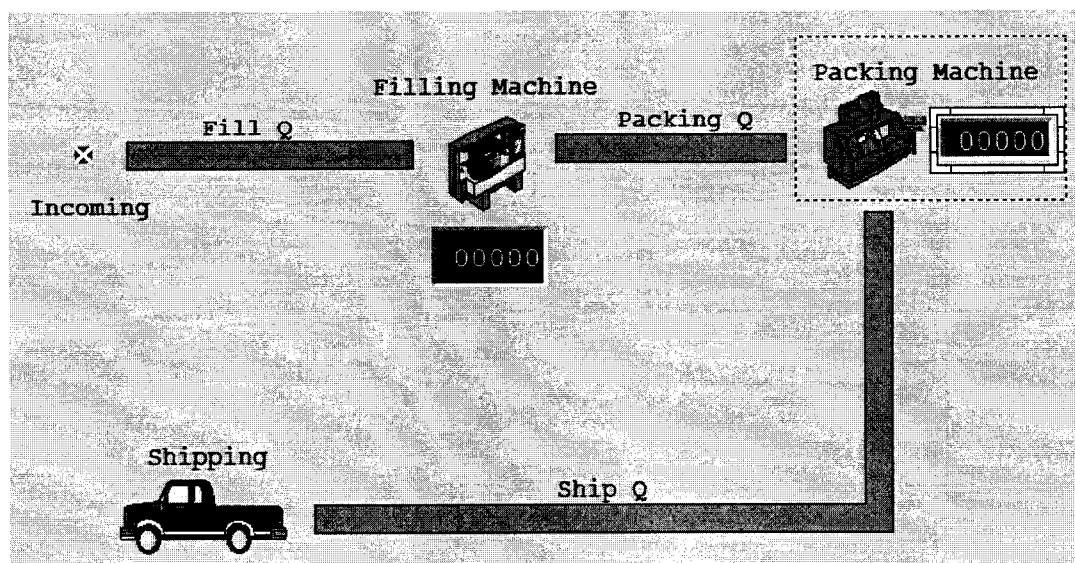 Filling Machine
Packing Machine
Fill Q
Packing Q
00000
Incoming
00000
Shipping
Ship Q